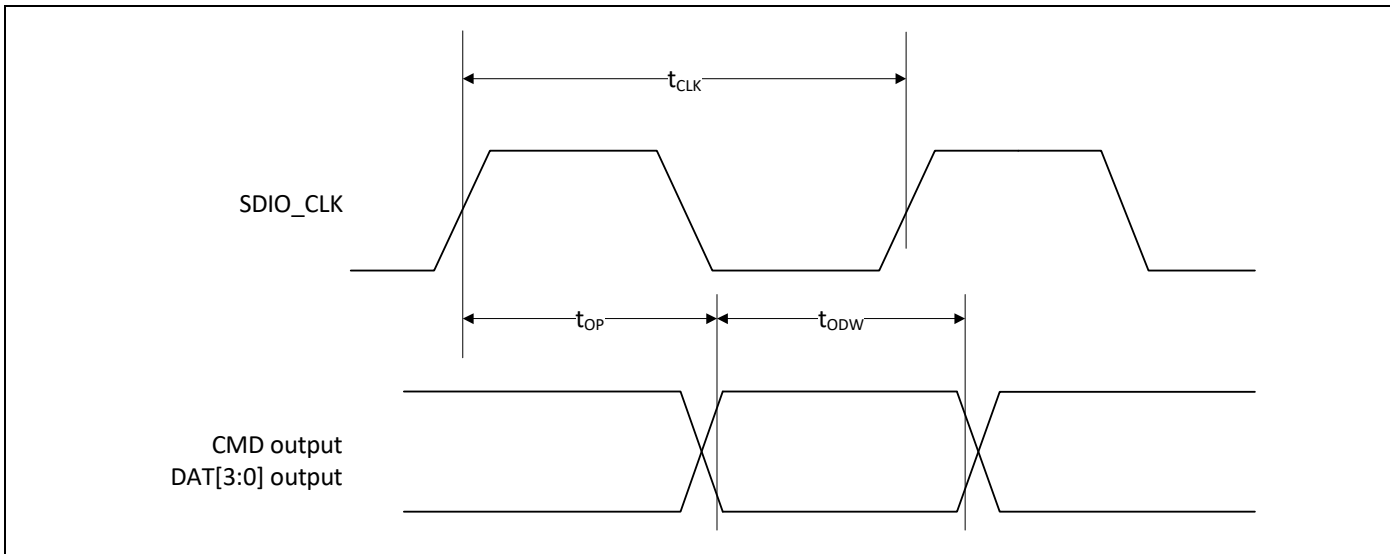 tCLK
SDIO_CLK
tOP
tODW
CMD output
DAT[3:0] output